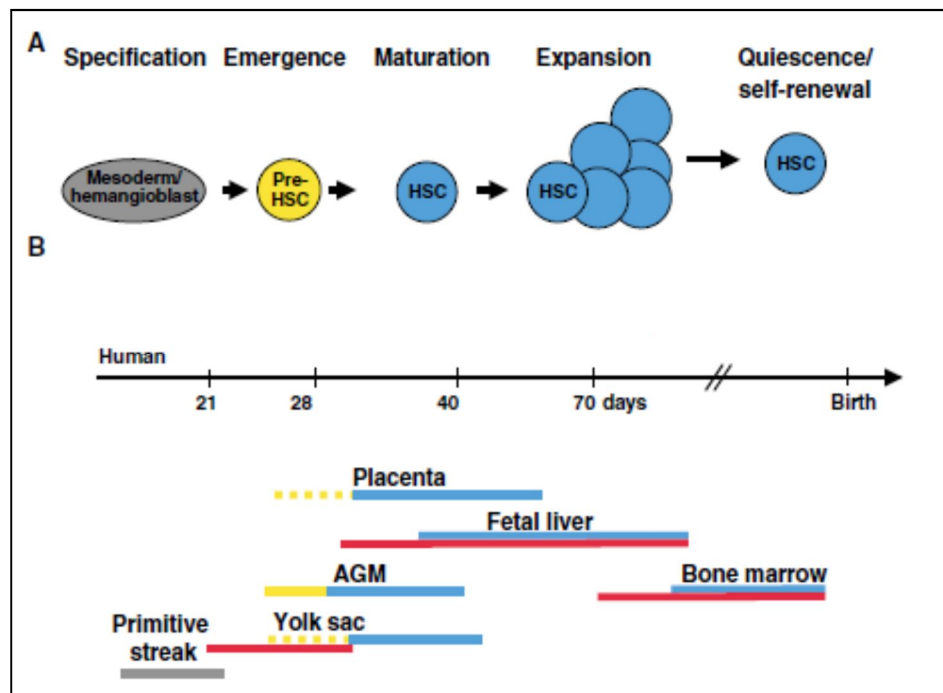 A
Specification Emergence Maturation Expansion Quiescence/
self-renewal
Mesoderm/
hemangioblast
Pre-
HSC
HSC
HSC
HSC
B
Human
21 28 40 70 days Birth
Placenta
Fetal liver
AGM
Bone marrow
Yolk sac
Primitive
streak